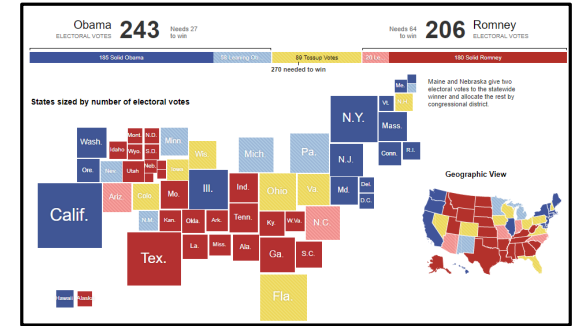 Obama 243 Needs 27
ELECTORAL VOTES to win
Needs 64 206 Romney
to win ELECTORAL VOTES
185 Solid Obama
58 Leaning Ob...
99 Tossup Votes
20 Le...
180 Solid Romney
270 needed to win
Maine and Nebraska give two
electoral votes to the statewide
winner and allocate the rest by
congressional district.
States sized by number of electoral votes
Me.
N.Y.
Vt.
N.H.
Mass.
Wash.
Mont.
N.D.
Minn.
Idaho
Wyo.
S.D.
Wis.
Mich.
Pa.
N.J.
Conn.
R.I.
Ore.
Nev.
Utah
Neb.
Iowa
Ill.
Ind.
Ohio
Va.
Md.
Del.
D.C.
Geographic View
Calif.
Ariz.
Colo.
Mo.
N.M.
Kan.
Okla.
Ark.
Tenn.
Ky.
W.Va.
N.C.
Tex.
La.
Miss.
Ala.
Ga.
S.C.
Fla.
Hawaii
Alaska